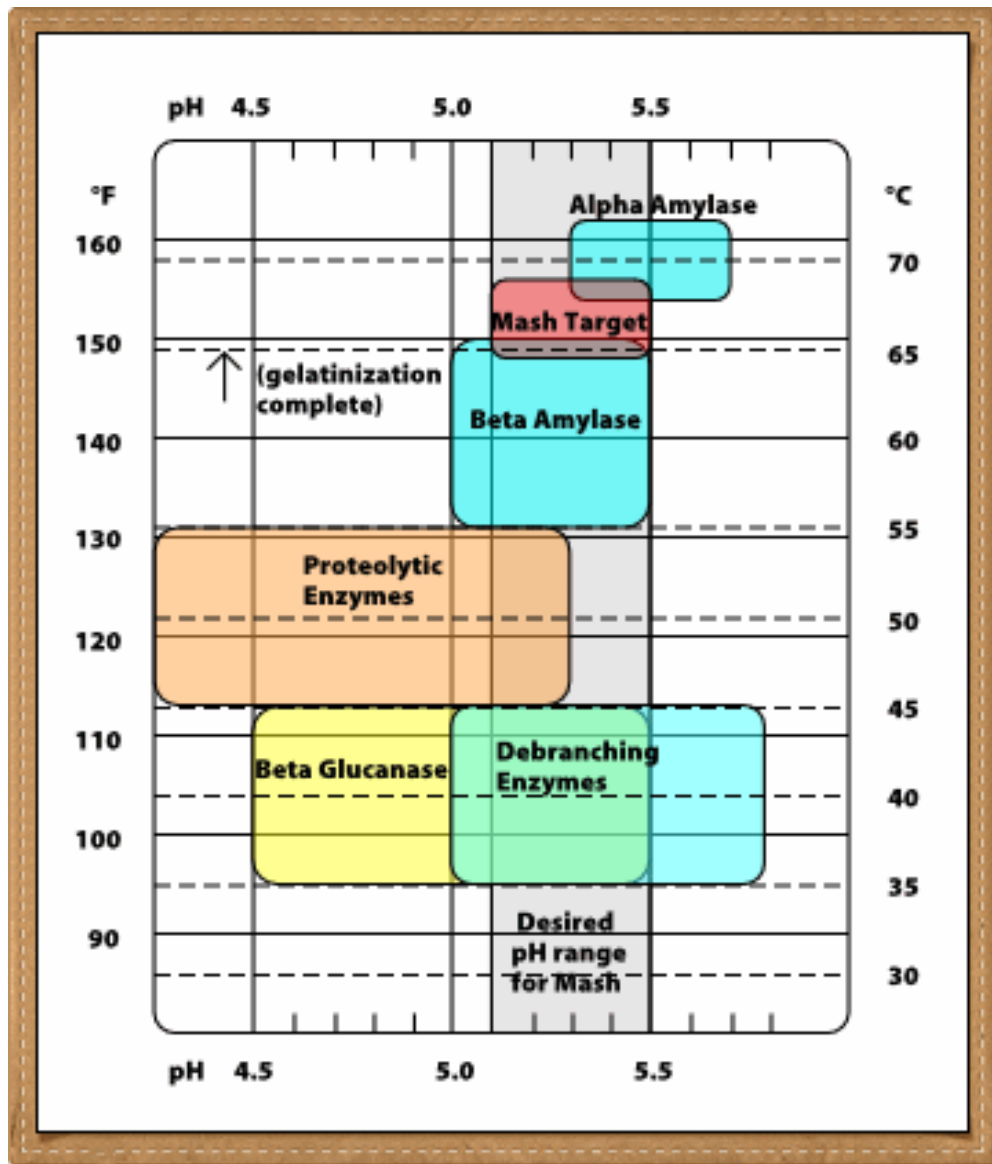 pH 4.5 5.0 5.5
°F °C
Alpha Amylase
160
70
Mash Target
150
65
(gelatinization
complete)
Beta Amylase
140 60
130 55
Proteolytic
Enzymes
50
120
45
110
Debranching
Enzymes
Beta Glucanase
40
100
35
Desired
pH range
for Mash
90
30
pH 4.5 5.0 5.5